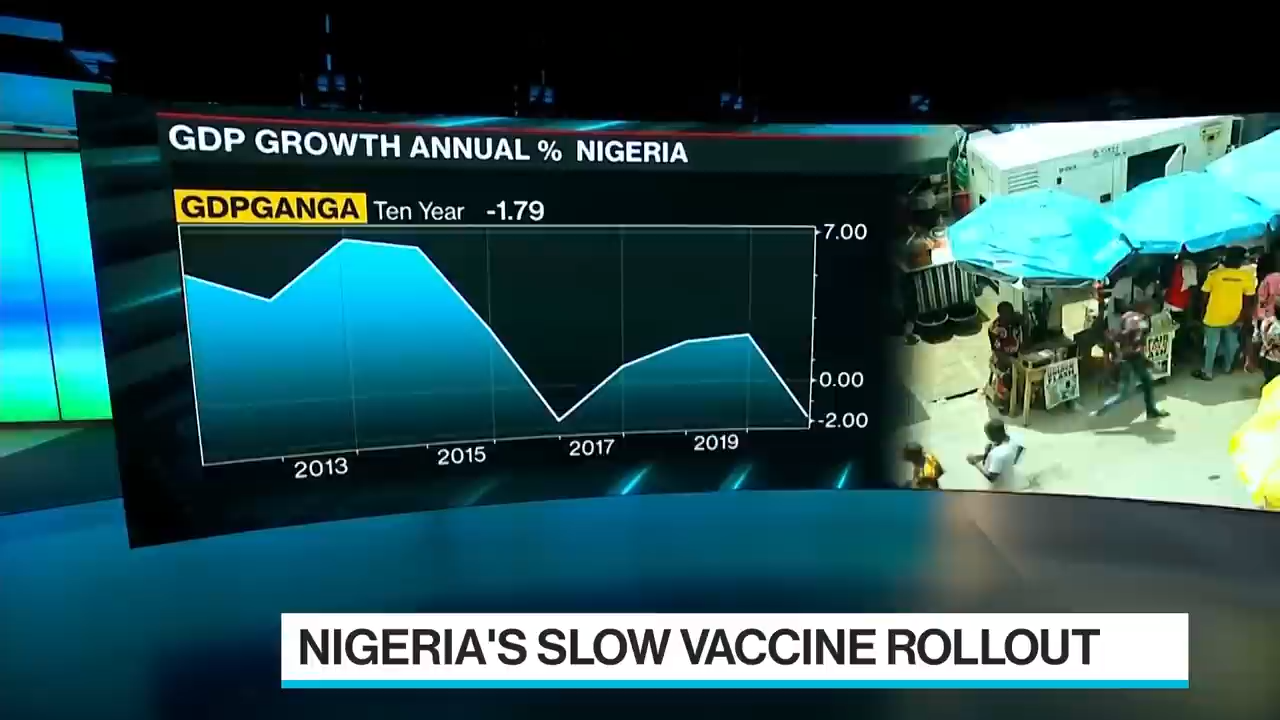 GDP GROWTH ANNUAL % NIGERIA
GDPGANGA Ten Year -1.79
7.00
0.00
-2.00
2013 2015 2017 2019
NIGERIA'S SLOW VACCINE ROLLOUT